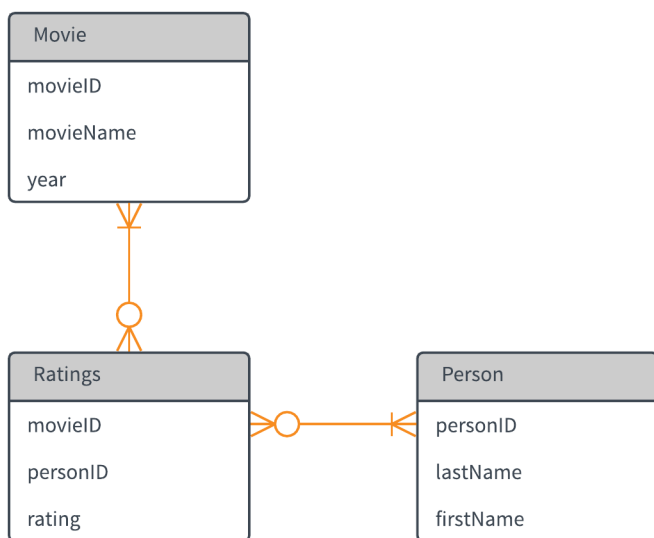 Movie
movieID
movieName
year
Ratings
movieID
personID
rating
Person
personID
lastName
firstName